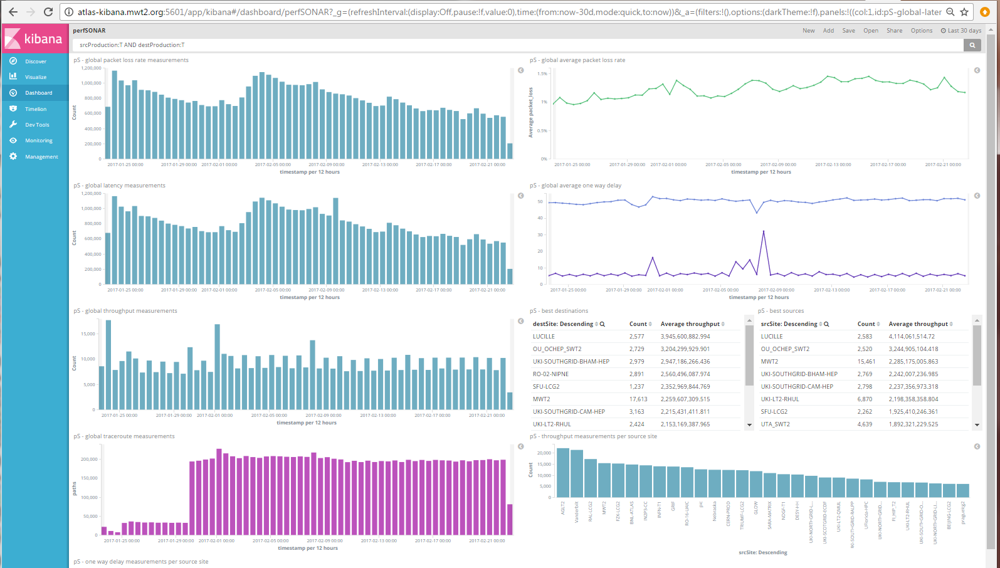 atlas-kibana.mwt2.org:5601/app/kibana#/dashboard/perfSONAR?_g=(refreshInterval:(display:Off,pause:!f,value:0),time:(from:now-30d,mode:quick,to:now))&_a=(filters:!(),options:(darkTheme:!f),panels:!((col:1,id:pS-global-later
kibana
Discover
Visualize
Dashboard
Timelion
Dev Tools
Monitoring
Management
perfSONAR
New Add Save Open Share Options Last 30 days
srcProduction:T AND destProduction:T
pS - global packet loss rate measurements
1,200,000
1,000,000
800,000
600,000
400,000
200,000
0
Count
2017-01-25 00:00 2017-01-29 00:00 2017-02-01 00:00 2017-02-05 00:00 2017-02-09 00:00 2017-02-13 00:00 2017-02-17 00:00 2017-02-21 00:00
timestamp per 12 hours
pS - global average packet loss rate
1.5%
1%
0.5%
0%
Average packet_loss
2017-01-25 00:00 2017-01-29 00:00 2017-02-01 00:00 2017-02-05 00:00 2017-02-09 00:00 2017-02-13 00:00 2017-02-17 00:00 2017-02-21 00:00
timestamp per 12 hours
pS - global latency measurements
1,200,000
1,000,000
800,000
600,000
400,000
200,000
0
Count
2017-01-25 00:00 2017-01-29 00:00 2017-02-01 00:00 2017-02-05 00:00 2017-02-09 00:00 2017-02-13 00:00 2017-02-17 00:00 2017-02-21 00:00
timestamp per 12 hours
pS - global average one way delay
50
40
30
20
10
0
2017-01-25 00:00 2017-01-29 00:00 2017-02-01 00:00 2017-02-05 00:00 2017-02-09 00:00 2017-02-13 00:00 2017-02-17 00:00 2017-02-21 00:00
timestamp per 12 hours
pS - global throughput measurements
15,000
10,000
5,000
0
Count
2017-01-25 00:00 2017-01-29 00:00 2017-02-01 00:00 2017-02-05 00:00 2017-02-09 00:00 2017-02-13 00:00 2017-02-17 00:00 2017-02-21 00:00
timestamp per 12 hours
pS - best destinations
destSite: Descending Count Average throughput
LUCILLE 2,577 3,945,600,882.994
OU_OCHEP_SWT2 2,729 3,204,299,929.901
UKI-SOUTHGRID-BHAM-HEP 2,979 2,947,186,266.436
RO-02-NIPNE 2,891 2,560,496,087.974
SFU-LCG2 1,237 2,352,969,844.769
MWT2 17,613 2,259,607,309.515
UKI-SOUTHGRID-CAM-HEP 3,163 2,215,431,411.811
UKI-LT2-RHUL 2,424 2,153,169,387.965
pS - best sources
srcSite: Descending Count Average throughput
LUCILLE 2,583 4,114,061,514.72
OU_OCHEP_SWT2 2,520 3,244,905,104.418
MWT2 15,461 2,285,175,005.863
UKI-SOUTHGRID-BHAM-HEP 2,769 2,242,007,236.985
UKI-SOUTHGRID-CAM-HEP 2,798 2,237,356,973.318
UKI-LT2-RHUL 6,870 2,198,358,358.804
SFU-LCG2 2,262 1,925,410,246.361
UTA_SWT2 4,639 1,892,321,229.525
pS - global traceroute measurements
200,000
150,000
100,000
50,000
0
paths
2017-01-25 00:00 2017-01-29 00:00 2017-02-01 00:00 2017-02-05 00:00 2017-02-09 00:00 2017-02-13 00:00 2017-02-17 00:00 2017-02-21 00:00
timestamp per 12 hours
pS - throughput measurements per source site
20,000
15,000
10,000
5,000
0
Count
AGLT2
Vanderbilt
RAL-LCG2
MWT2
FZK-LCG2
BNL-ATLAS
IN2P3-CC
INFN-T1
GRIF
RO-16-UAIC
pic
Nebraska
CERN-PROD
TRIUMF-LCG2
GLOW
SARA-MATRIX
NDGF-T1
DESY-HH
UKI-NORTHGRID-L...
UKI-SCOTGRID-ECDF
UKI-LT2-QMUL
IKI-SOUTHGRID-RALPP
UFlorida-HPC
UKI-NORTHGRID...
FI_HIP_T2
UKI-LT2-RHUL
UKI-SOUTHGRID-O...
UKI-NORTHGRID-LI...
BEIJING-LCG2
praguelcg2
srcSite: Descending
pS - one way delay measurements per source site